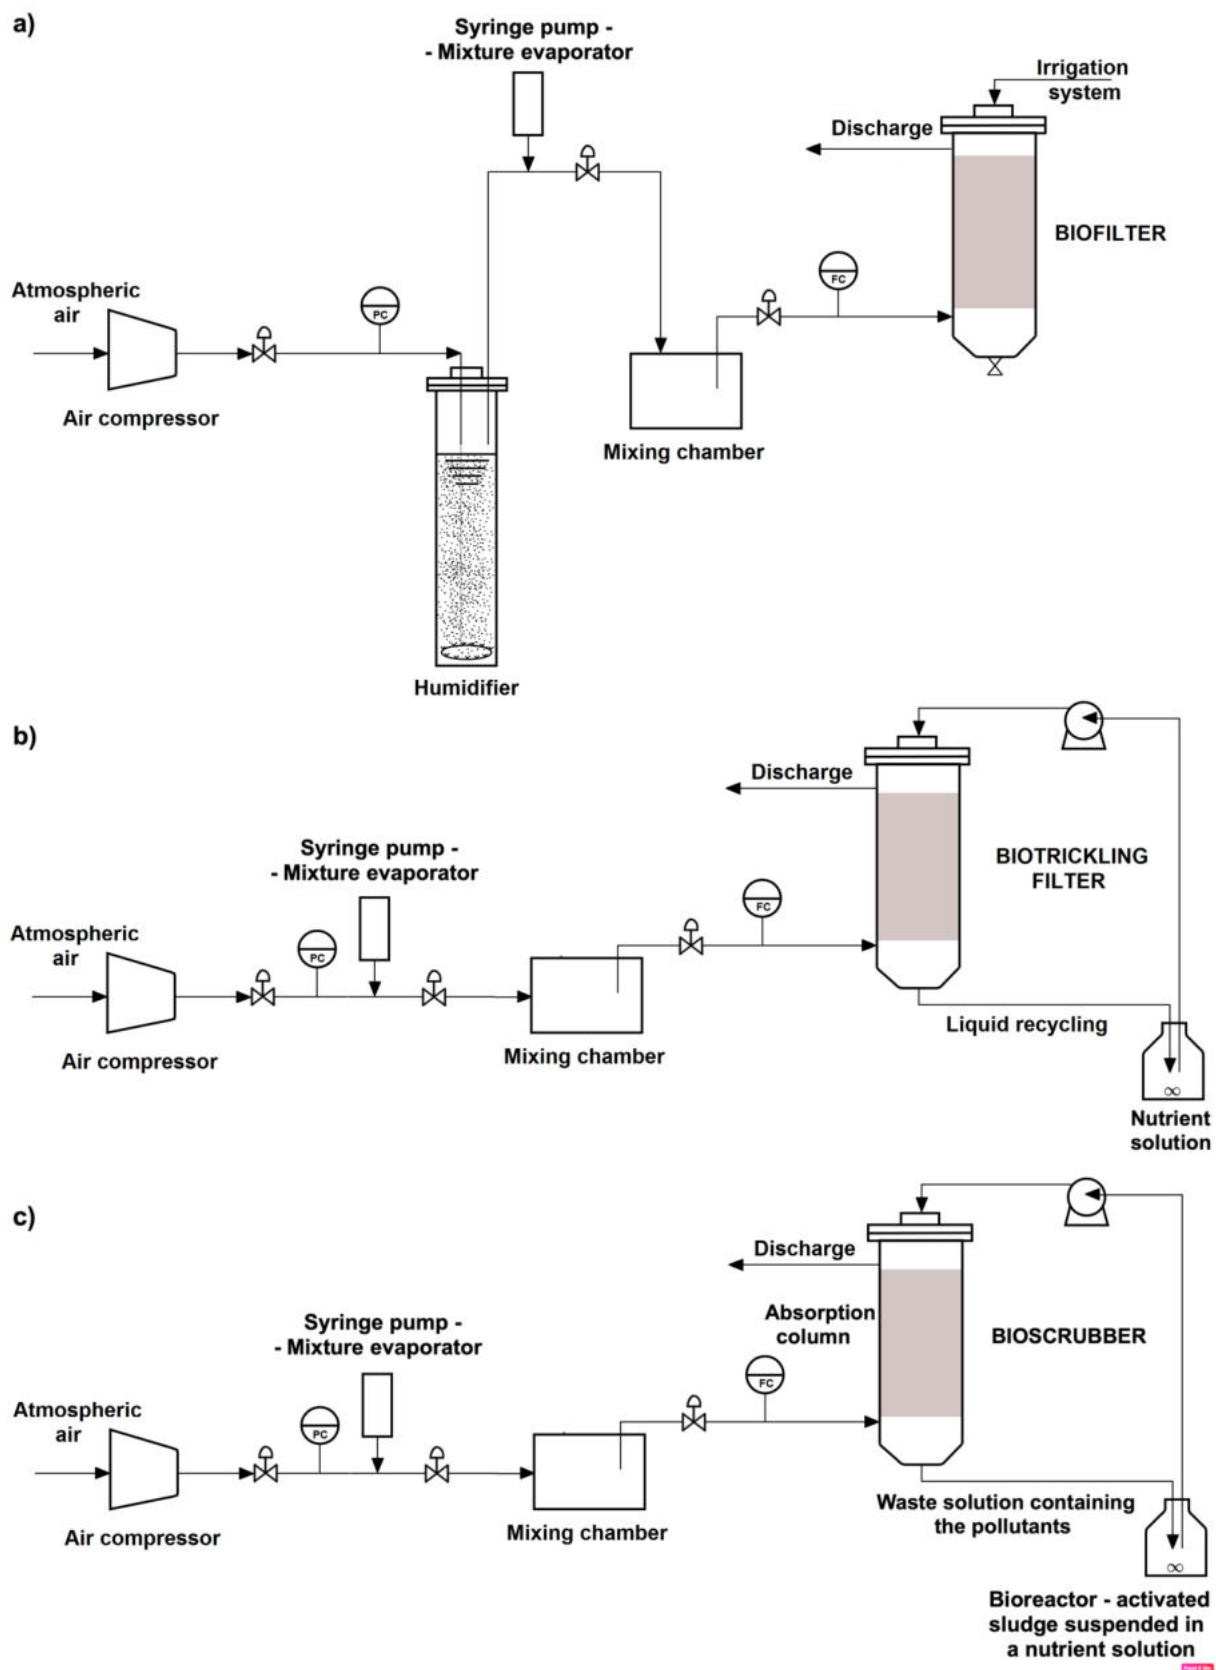 a)
Syringe pump -
- Mixture evaporator
Irrigation
system
Discharge
BIOFILTER
FC
Atmospheric
air
PC
Air compressor
Mixing chamber
Humidifier
b)
Discharge
Syringe pump -
- Mixture evaporator
BIOTRICKLING
FILTER
FC
Atmospheric
air
PC
Liquid recycling
Air compressor
Mixing chamber
∞
Nutrient
solution
c)
Discharge
Absorption
column
Syringe pump -
- Mixture evaporator
BIOSCRUBBER
FC
Atmospheric
air
PC
Waste solution containing
the pollutants
Air compressor
Mixing chamber
∞
Bioreactor - activated
sludge suspended in
a nutrient solution